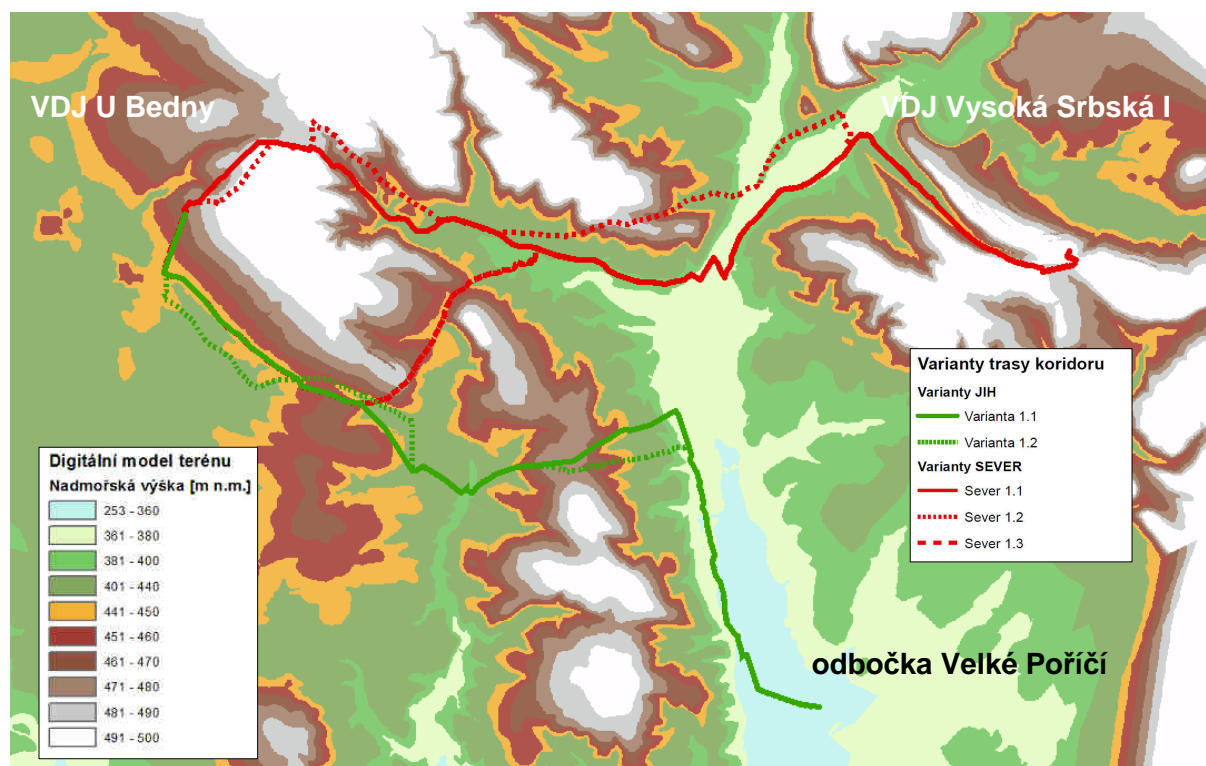 VDJ U Bedny
VDJ Vysoká Srbská I
Varianty trasy koridoru
Varianty JIH
Varianta 1.1
Varianta 1.2
Varianty SEVER
Sever 1.1
Sever 1.2
Sever 1.3
Digitální model terénu
Nadmořská výška [m n.m.]
253 - 360
361 - 380
381 - 400
401 - 440
441 - 450
451 - 460
461 - 470
471 - 480
481 - 490
491 - 500
odbočka Velké Poříčí